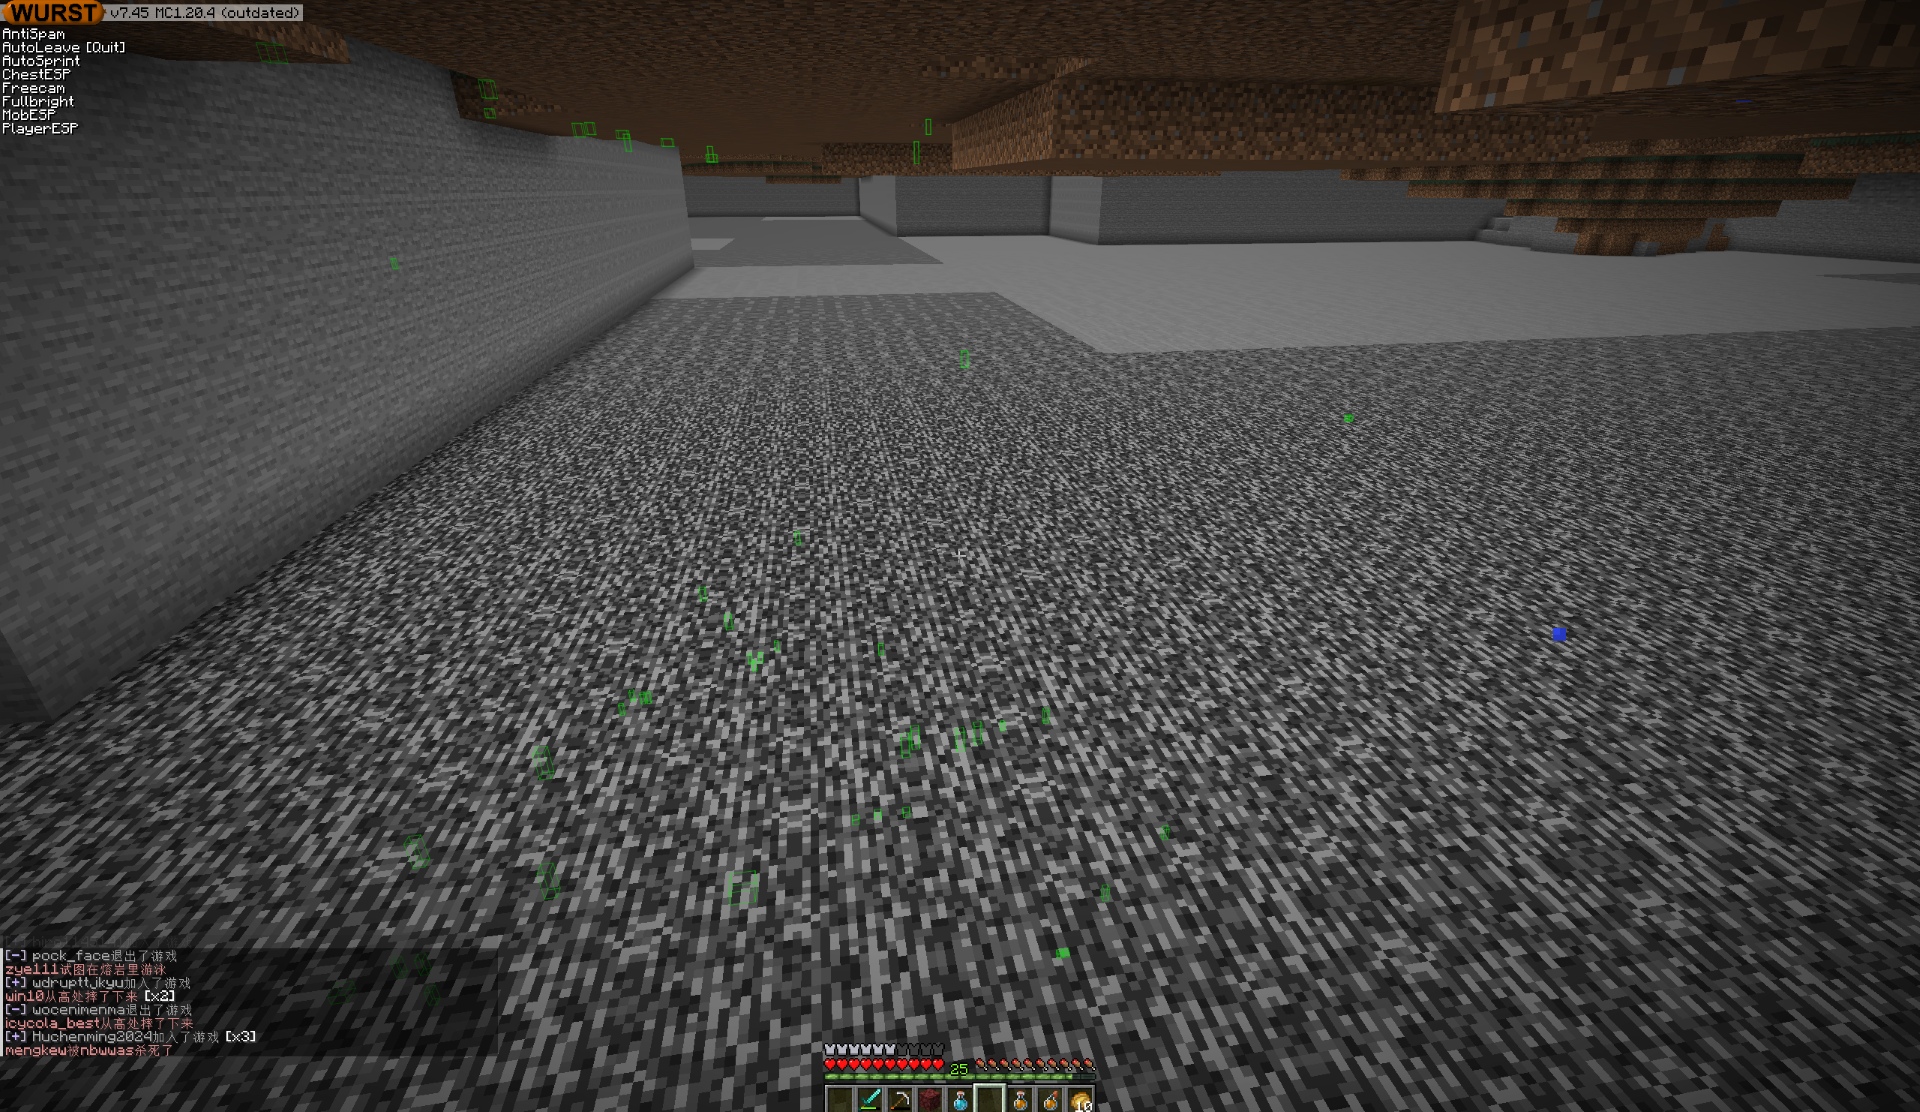 WURST v7.45 MC1.20.4 (outdated)
AntiSpam
AutoLeave [Quit]
AutoSprint
ChestESP
Freecam
Fullbright
MobESP
PlayerESP
[-] pock_face退出了游戏
zye111试图在熔岩里游泳
[+] wdrupttjkyu加入了游戏
win10从高处摔了下来 [x2]
[-] wocenimenma退出了游戏
icycola_best从高处摔了下来
[+] Huchenming2024加入了游戏 [x3]
mengkew被nbwwas杀死了
25
10